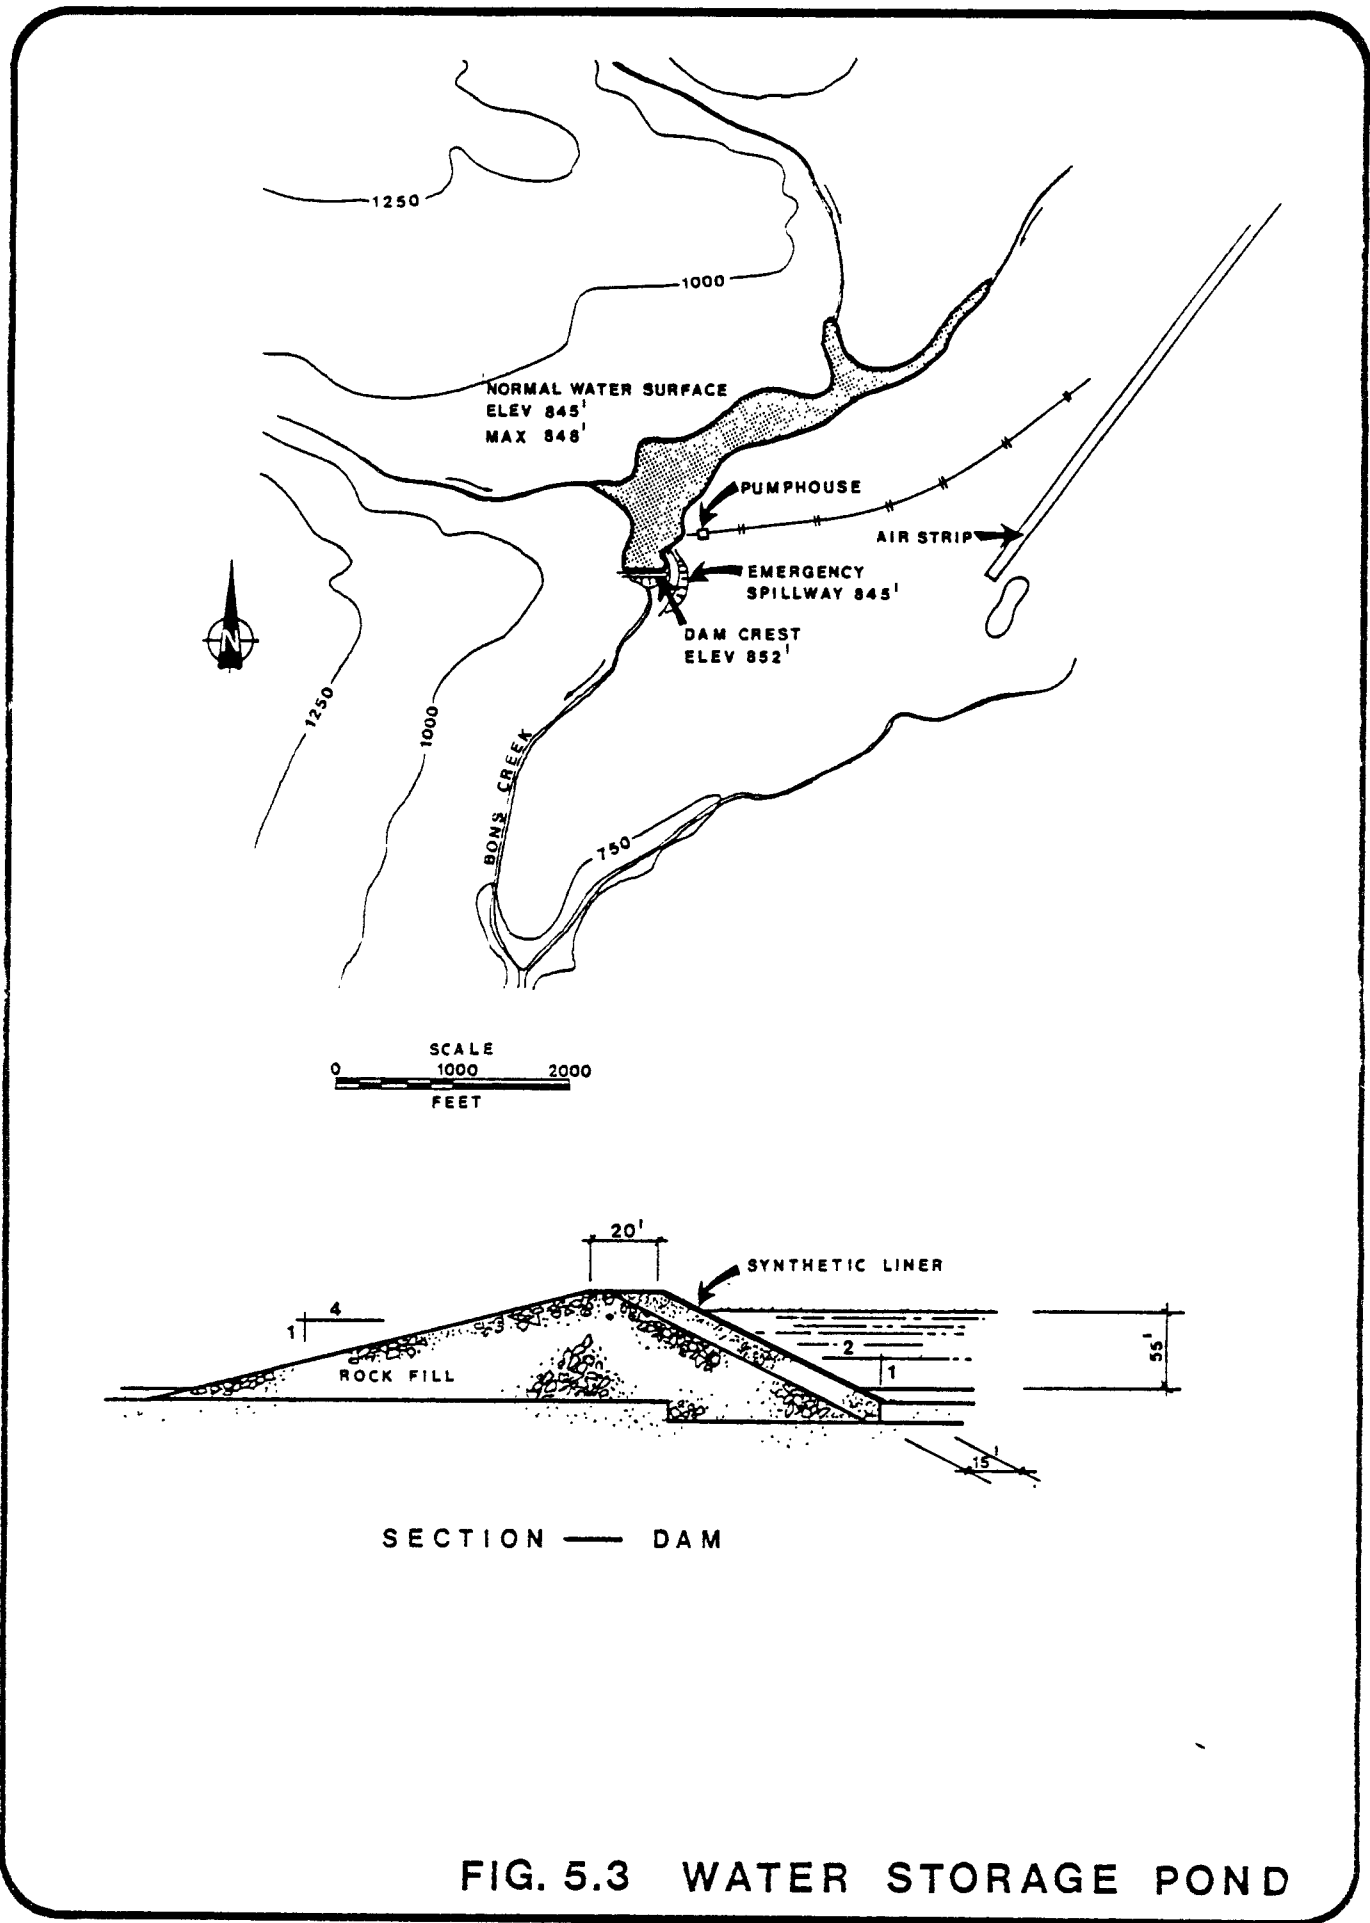 1250
1000
NORMAL WATER SURFACE
ELEV 845'
MAX 848'
PUMPHOUSE
AIR STRIP
EMERGENCY
SPILLWAY 845'
DAM CREST
ELEV 852'
N
1250
1000
BONS CREEK
750
SCALE
0 1000 2000
FEET
20'
SYNTHETIC LINER
4
1
ROCK FILL
2
1
55'
15'
SECTION — DAM
FIG. 5.3 WATER STORAGE POND